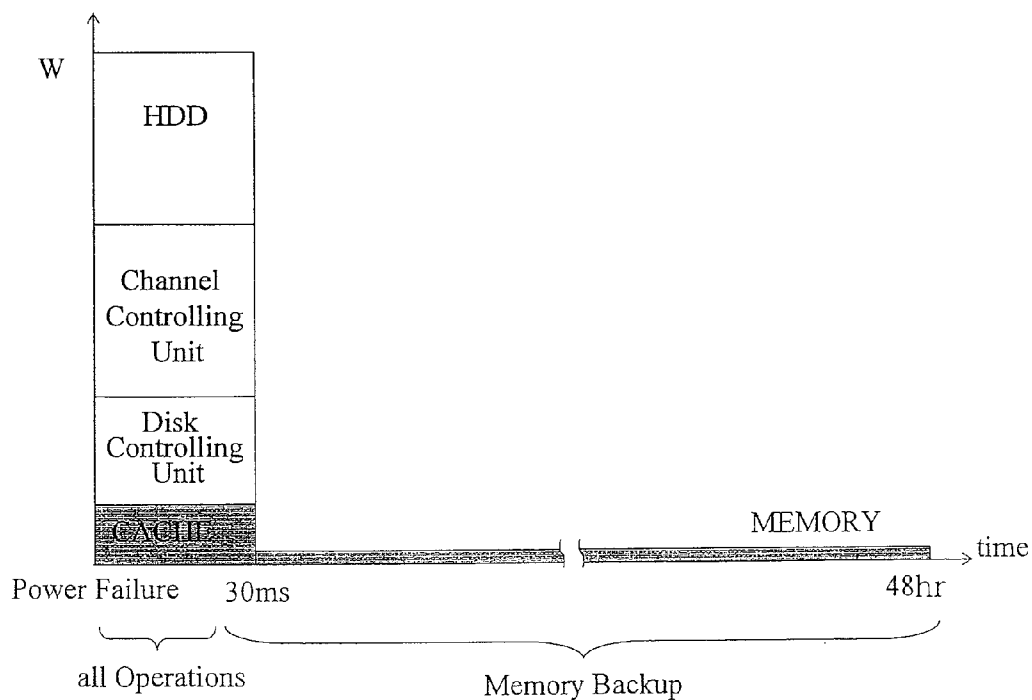 W
HDD
Channel
Controlling
Unit
Disk
Controlling
Unit
CACHE
MEMORY
time
Power Failure
30ms
48hr
all Operations
Memory Backup